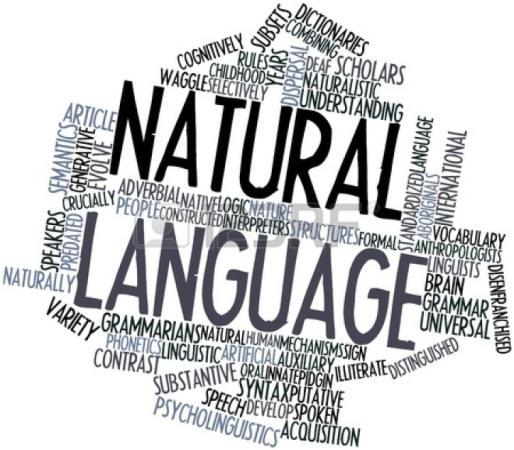 DICTIONARIES
SUBSETS
COMBINING
COGNITIVELY
RULES
YEARS
DISPERSAL
DEAF
SCHOLARS
CHILDHOOD
NATURALISTIC
WAGGLE
SELECTIVELY
UNDERSTANDING
NATURAL
ARTICLE
SEMANTICS
GENERATIVE
EVOLVE
CRUCIALLY
STANDARDIZED
LANGUAGE
ABORIGINALS
INTERNATIONAL
ADVERBIAL
NATIVE
LOGIC
NATURE
PEOPLE
CONSTRUCTED
INTERPRETERS
STRUCTURES
FORMAL
VOCABULARY
ANTHROPOLOGISTS
SPEAKERS
PREDATED
NATURALLY
LANGUAGE
LINGUISTS
BRAIN
GRAMMAR
UNIVERSAL
DISENFRANCHISED
VARIETY
GRAMMARIANS
NATURAL
HUMAN
MECHANISM
SIGN
DISTINGUISHED
PHONETICS
LINGUISTIC
ARTIFICIAL
AUXILIARY
CONTRAST
ORAL
INNATE
PIDGIN
ILLITERATE
SUBSTANTIVE
SYNTAX
PUTATIVE
SPEECH
DEVELOP
SPOKEN
PSYCHOLINGUISTICS
ACQUISITION